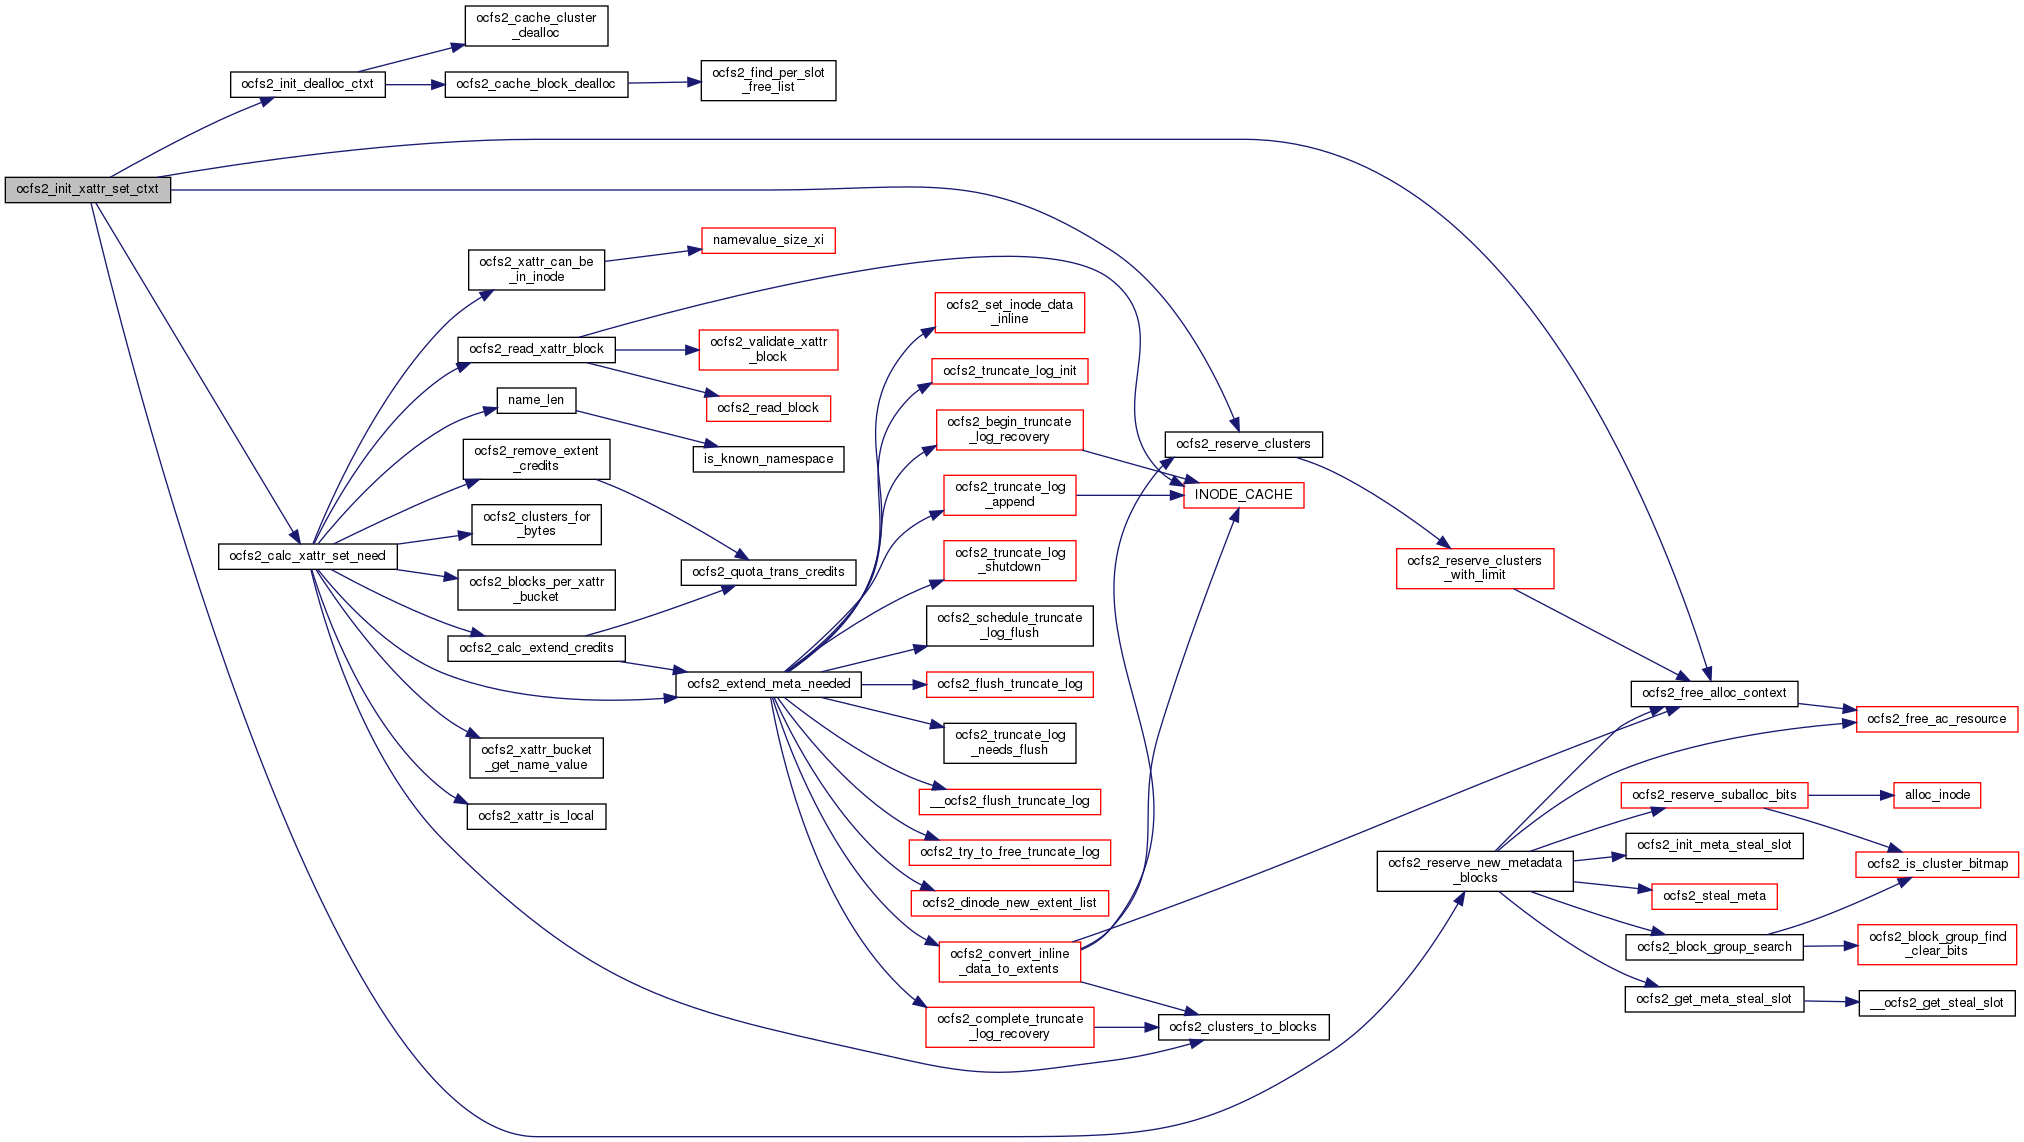 ocfs2_init_xattr_set_ctxt
ocfs2_init_dealloc_ctxt
ocfs2_cache_cluster
_dealloc
ocfs2_cache_block_dealloc
ocfs2_find_per_slot
_free_list
ocfs2_calc_xattr_set_need
ocfs2_xattr_can_be
_in_inode
namevalue_size_xi
ocfs2_read_xattr_block
ocfs2_validate_xattr
_block
ocfs2_read_block
name_len
is_known_namespace
ocfs2_remove_extent
_credits
ocfs2_clusters_for
_bytes
ocfs2_blocks_per_xattr
_bucket
ocfs2_quota_trans_credits
ocfs2_calc_extend_credits
ocfs2_extend_meta_needed
ocfs2_xattr_bucket
_get_name_value
ocfs2_xattr_is_local
ocfs2_set_inode_data
_inline
ocfs2_truncate_log_init
ocfs2_begin_truncate
_log_recovery
ocfs2_truncate_log
_append
ocfs2_truncate_log
_shutdown
ocfs2_schedule_truncate
_log_flush
ocfs2_flush_truncate_log
ocfs2_truncate_log
_needs_flush
__ocfs2_flush_truncate_log
ocfs2_try_to_free_truncate_log
ocfs2_dinode_new_extent_list
ocfs2_convert_inline
_data_to_extents
ocfs2_complete_truncate
_log_recovery
ocfs2_reserve_clusters
INODE_CACHE
ocfs2_clusters_to_blocks
ocfs2_reserve_clusters
_with_limit
ocfs2_reserve_new_metadata
_blocks
ocfs2_free_alloc_context
ocfs2_free_ac_resource
ocfs2_reserve_suballoc_bits
alloc_inode
ocfs2_init_meta_steal_slot
ocfs2_is_cluster_bitmap
ocfs2_steal_meta
ocfs2_block_group_search
ocfs2_block_group_find
_clear_bits
ocfs2_get_meta_steal_slot
__ocfs2_get_steal_slot